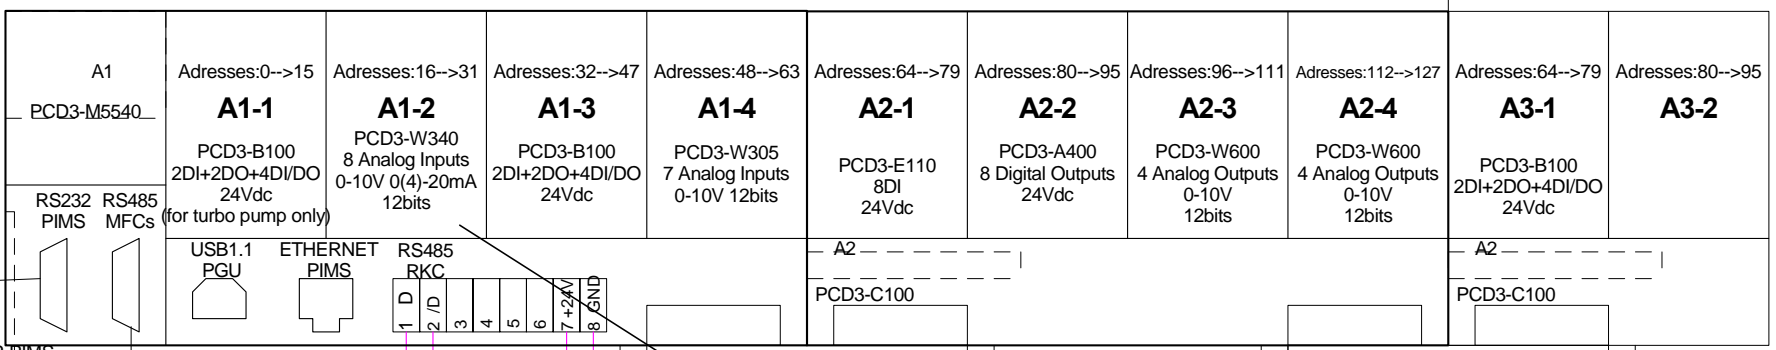 A1
PCD3-M5540
RS232
PIMS
RS485
MFCs
Adresses:0-->15
A1-1
PCD3-B100
2DI+2DO+4DI/DO
24Vdc
(for turbo pump only)
Adresses:16-->31
A1-2
PCD3-W340
8 Analog Inputs
0-10V 0(4)-20mA
12bits
Adresses:32-->47
A1-3
PCD3-B100
2DI+2DO+4DI/DO
24Vdc
Adresses:48-->63
A1-4
PCD3-W305
7 Analog Inputs
0-10V 12bits
Adresses:64-->79
A2-1
PCD3-E110
8DI
24Vdc
Adresses:80-->95
A2-2
PCD3-A400
8 Digital Outputs
24Vdc
Adresses:96-->111
A2-3
PCD3-W600
4 Analog Outputs
0-10V
12bits
Adresses:112-->127
A2-4
PCD3-W600
4 Analog Outputs
0-10V
12bits
Adresses:64-->79
A3-1
PCD3-B100
2DI+2DO+4DI/DO
24Vdc
Adresses:80-->95
A3-2
USB1.1
PGU
ETHERNET
PIMS
RS485
RKC
1 D
2 /D
3
4
5
6
7 +24V
8 GND
A2
PCD3-C100
A2
PCD3-C100
PIMS